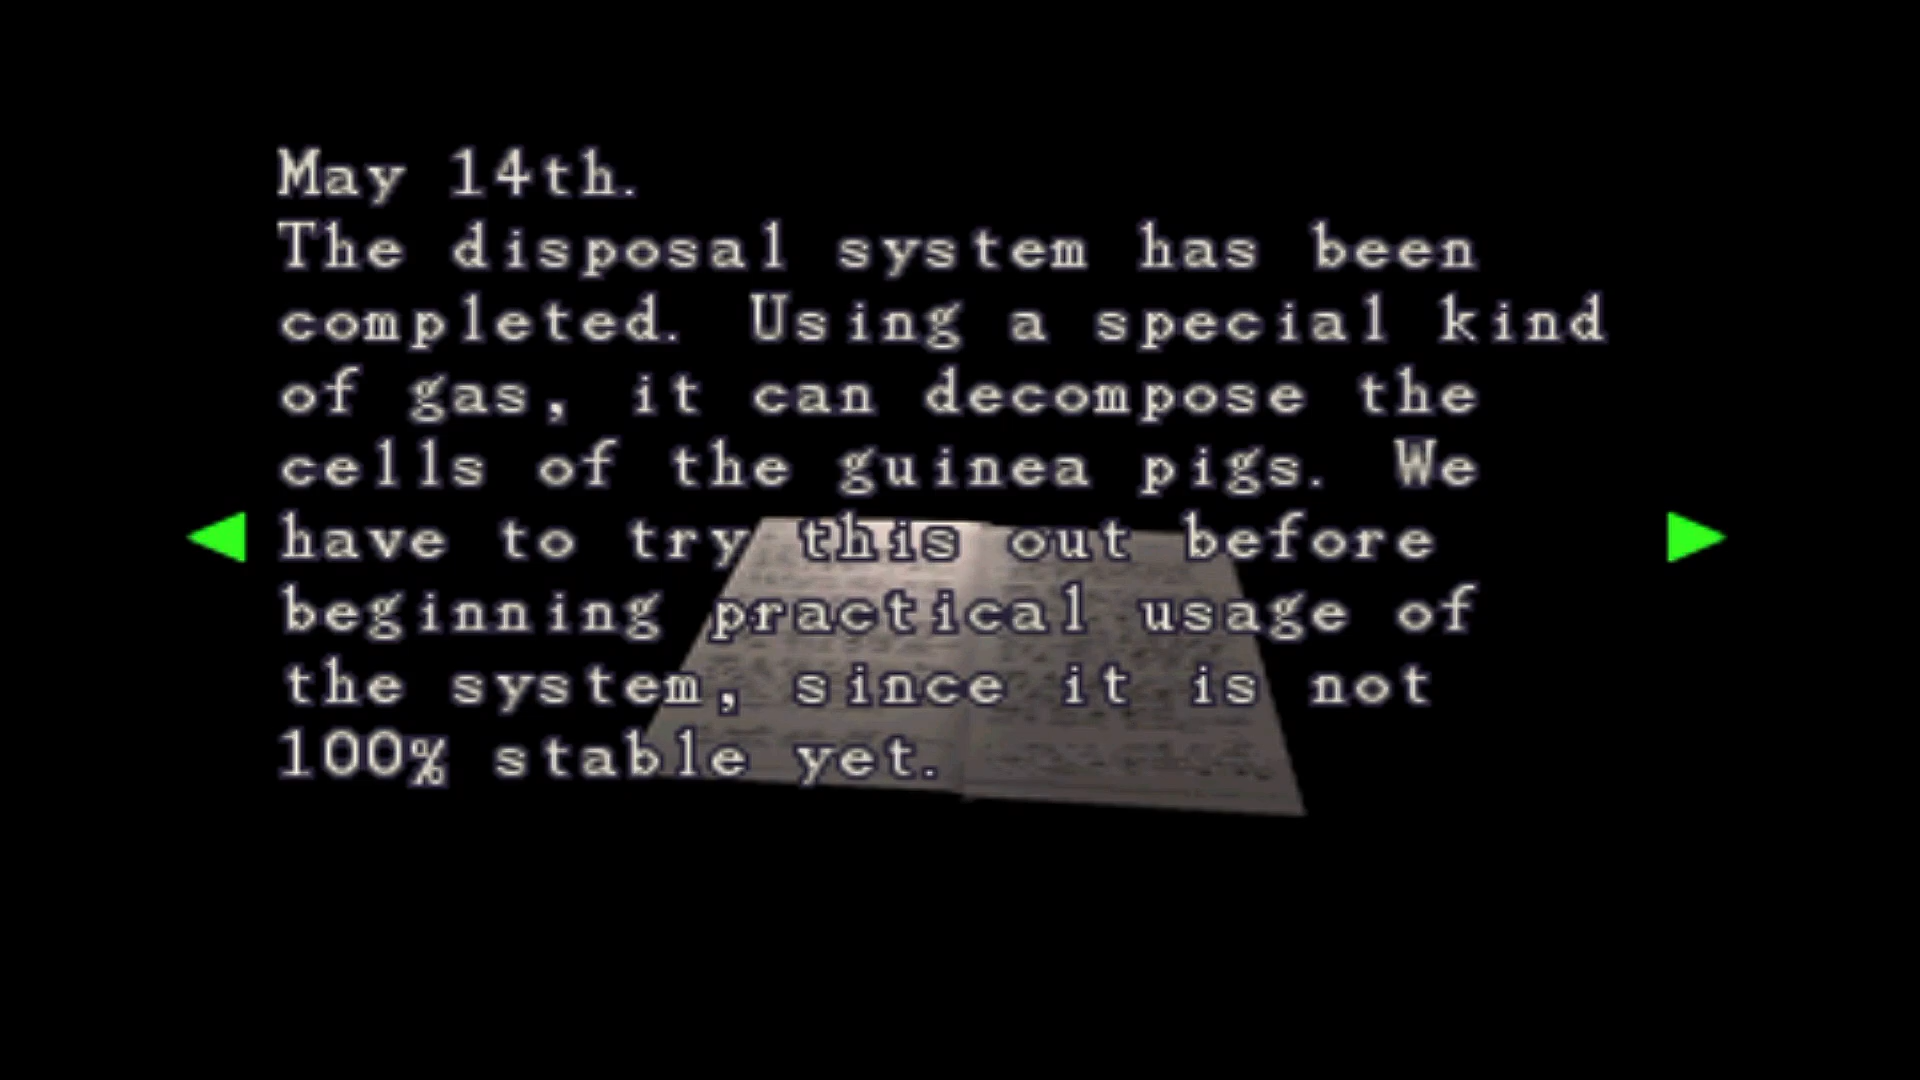 May 14th.
The disposal system has been
completed. Using a special kind
of gas, it can decompose the
cells of the guinea pigs. We
have to try this out before
beginning practical usage of
the system, since it is not
100% stable yet.